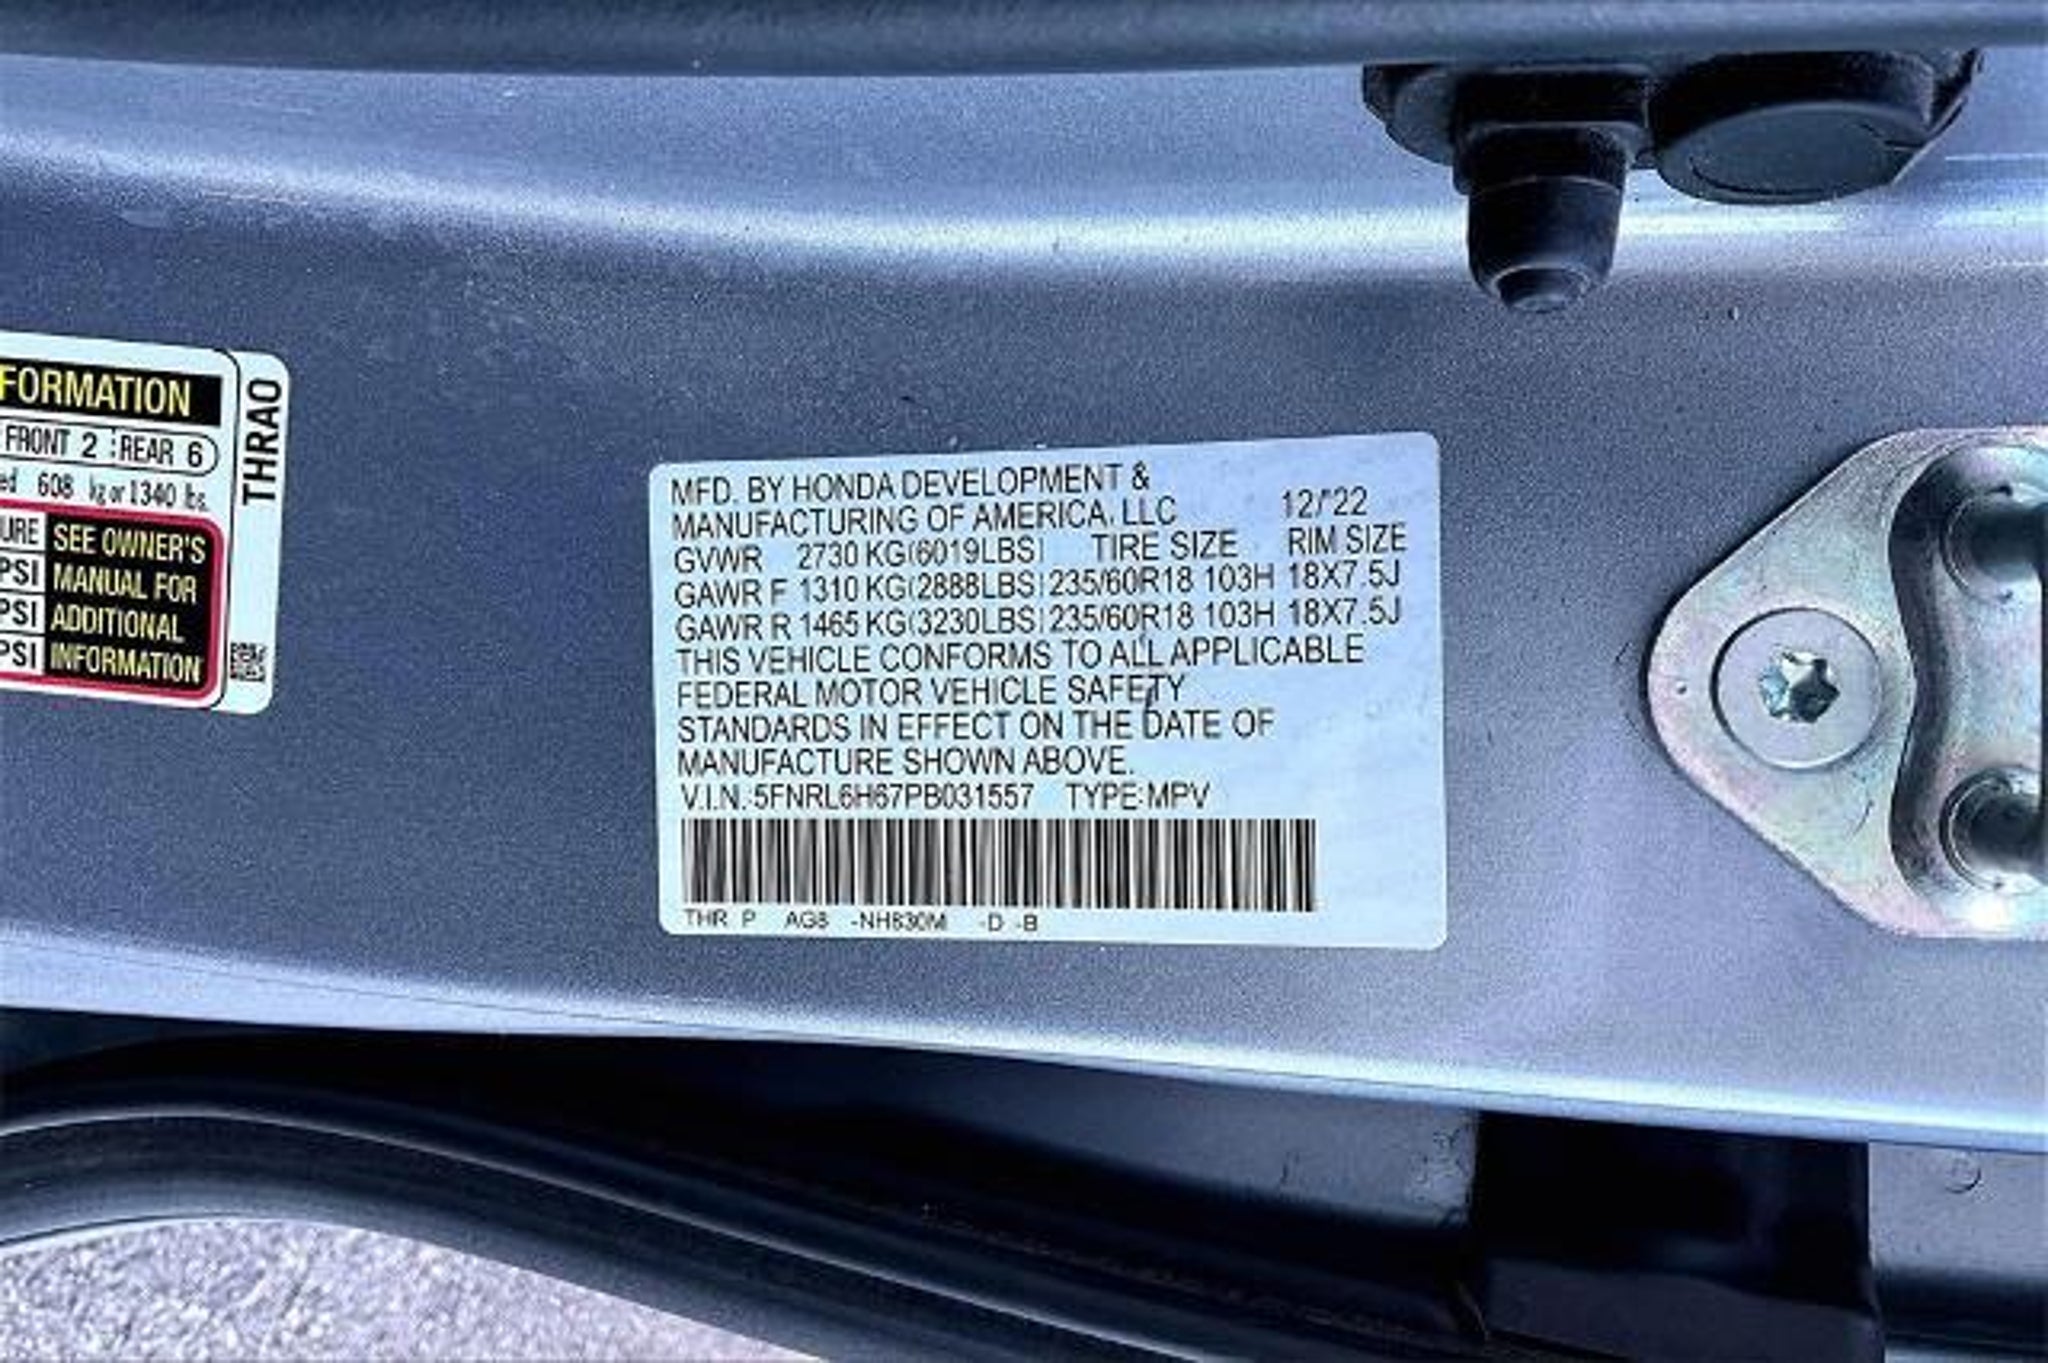 FORMATION
FRONT 2 REAR 6
ed 608 kg or 1340 lbs.
URE SEE OWNER'S
PSI MANUAL FOR
PSI ADDITIONAL
PSI INFORMATION
THRAO
MFD. BY HONDA DEVELOPMENT &
MANUFACTURING OF AMERICA, LLC 12/'22
GVWR 2730 KG(6019LBS) TIRE SIZE RIM SIZE
GAWR F 1310 KG(2888LBS) 235/60R18 103H 18X7.5J
GAWR R 1465 KG(3230LBS) 235/60R18 103H 18X7.5J
THIS VEHICLE CONFORMS TO ALL APPLICABLE
FEDERAL MOTOR VEHICLE SAFETY
STANDARDS IN EFFECT ON THE DATE OF
MANUFACTURE SHOWN ABOVE.
V.I.N.:5FNRL6H67PB031557 TYPE:MPV
THR P AG8 -NH830M -D -B